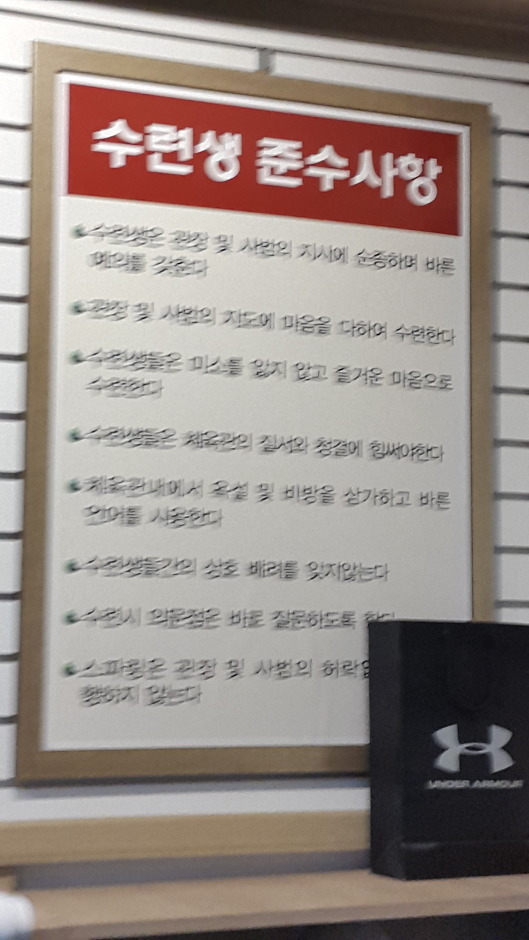 수련생 준수사항
수련생은 관장 및 사범의 지시에 순종하며 바른
예의를 갖춘다
관장 및 사범의 지도에 마음을 다하여 수련한다
수련생들은 미소를 잃지 않고 즐거운 마음으로
수련한다
수련생들은 체육관의 질서와 청결에 힘써야한다
체육관내에서 욕설 및 비방을 삼가하고 바른
언어를 사용한다
수련생들간의 상호 배려를 잊지않는다
수련시 의문점은 바로 질문하도록 한다
스파링은 관장 및 사범의 허락
행하지 않는다
UNDER ARMOUR